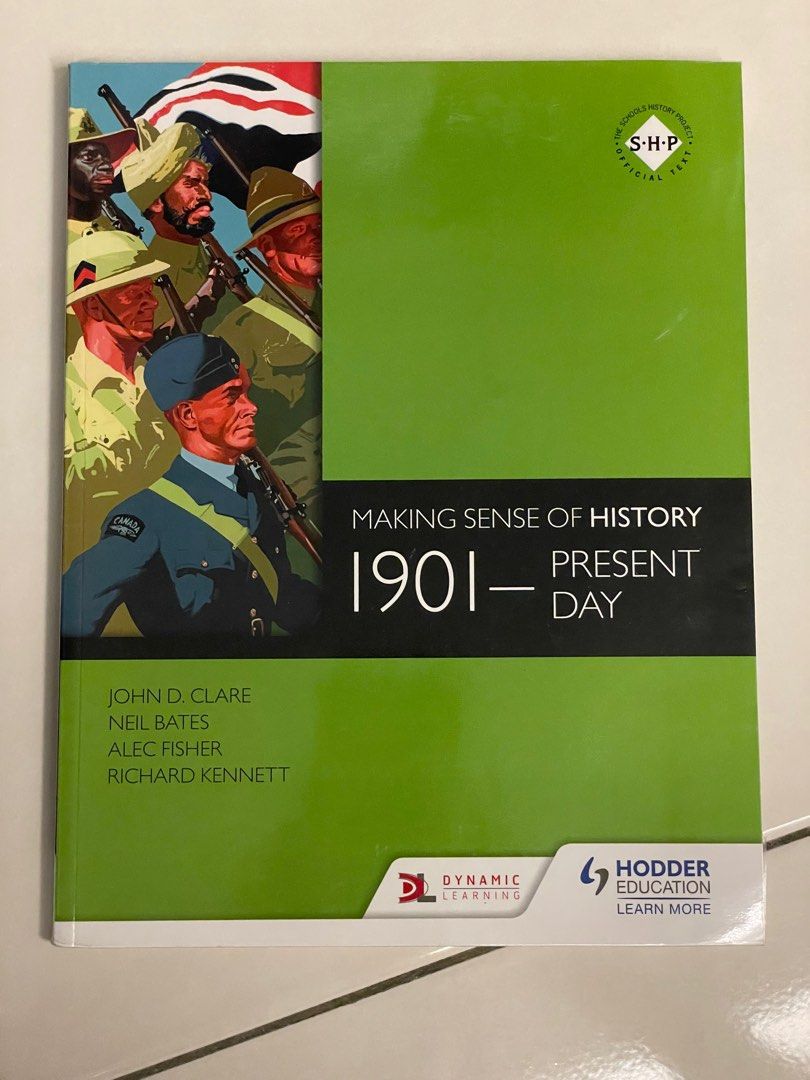 THE SCHOOLS HISTORY PROJECT
S·H·P
OFFICIAL TEXT
CANADA
MAKING SENSE OF HISTORY
1901–
PRESENT
DAY
JOHN D. CLARE
NEIL BATES
ALEC FISHER
RICHARD KENNETT
DL DYNAMIC
LEARNING
HODDER
EDUCATION
LEARN MORE